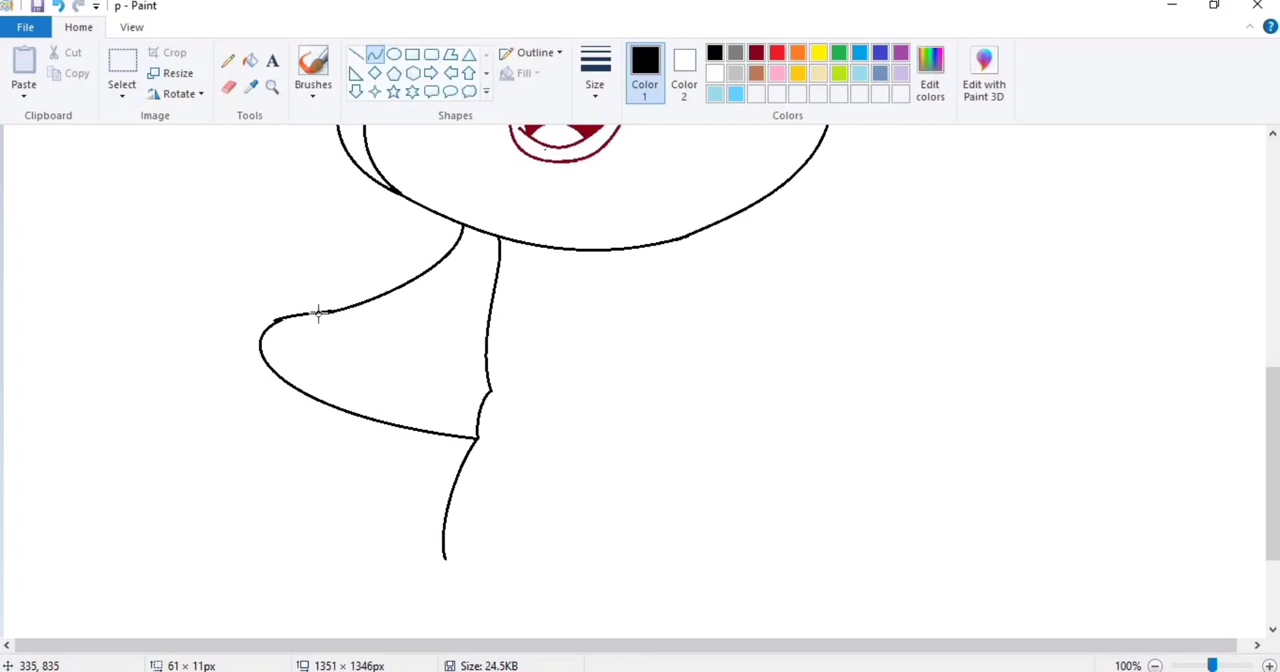 p - Paint
File Home View
Paste Cut Copy Clipboard
Select Crop Resize Rotate Image
A Tools
Brushes
Shapes
Outline Fill
Size
Color 1
Color 2
Edit colors
Colors
Edit with Paint 3D
335, 835 61 × 11px 1351 × 1346px Size: 24.5KB 100%